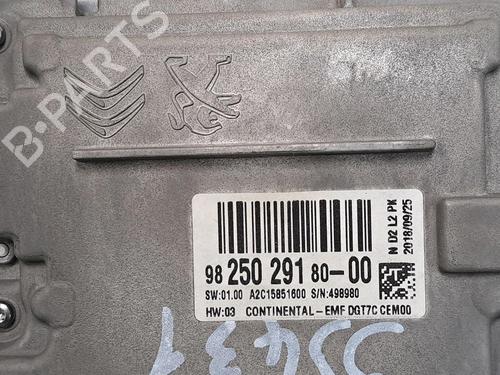 B-PARTS
N D2 L2 PK
2018/09/25
98 250 291 80-00
SW:01.00 A2C15851600 S/N:498980
HW:03 CONTINENTAL-EMF DGT7C CEM00